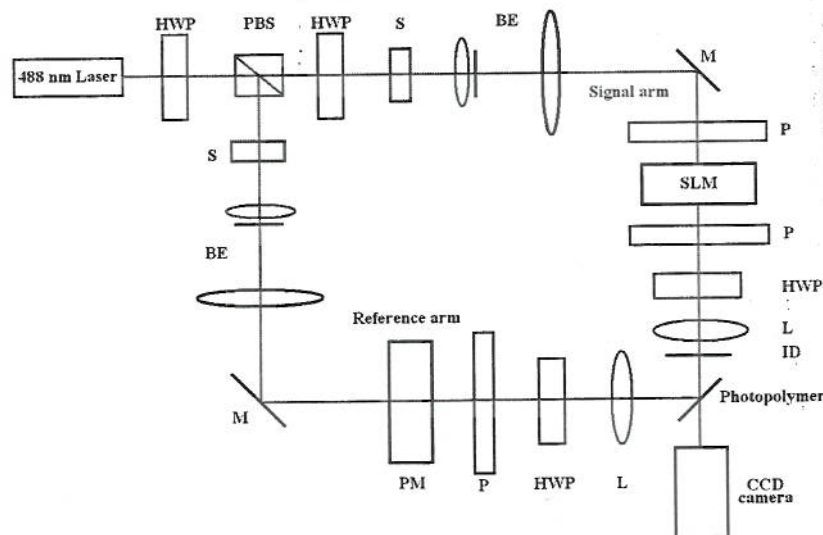 HWP PBS HWP S BE
488 nm Laser
M
Signal arm
P
S
SLM
P
BE
HWP
Reference arm
L
ID
M
Photopolymer
PM P HWP L
CCD
camera